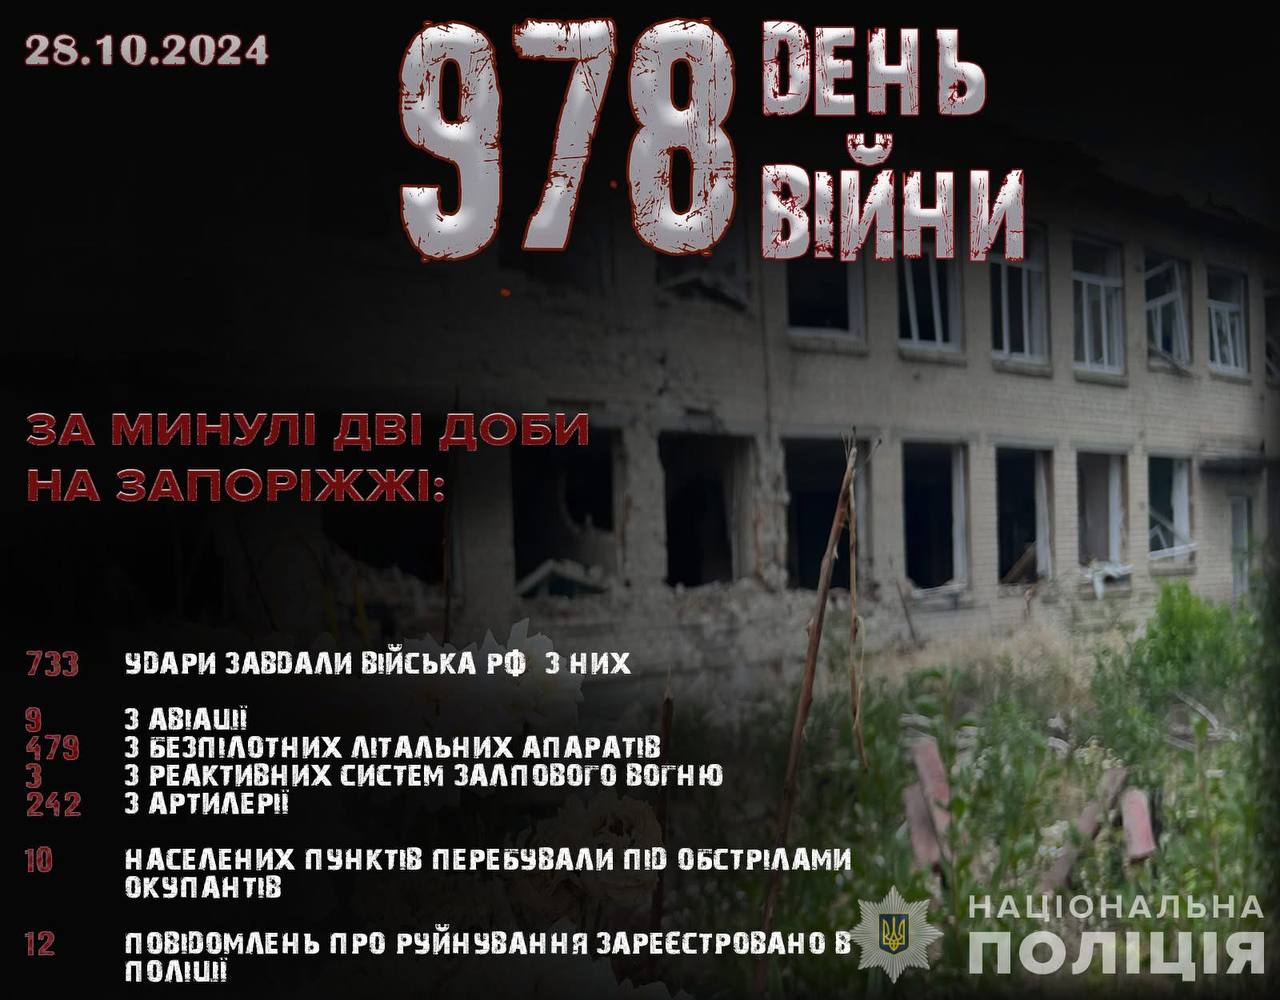 28.10.2024
978 ДЕНЬ
ВІЙНИ
ЗА МИНУЛІ ДВІ ДОБИ
НА ЗАПОРІЖЖІ:
733 УДАРИ ЗАВДАЛИ ВІЙСЬКА РФ З НИХ
9 З АВІАЦІЇ
479 З БЕЗПІЛОТНИХ ЛІТАЛЬНИХ АПАРАТІВ
3 З РЕАКТИВНИХ СИСТЕМ ЗАЛПОВОГО ВОГНЮ
242 З АРТИЛЕРІЇ
10 НАСЕЛЕНИХ ПУНКТІВ ПЕРЕБУВАЛИ ПІД ОБСТРІЛАМИ
ОКУПАНТІВ
12 ПОВІДОМЛЕНЬ ПРО РУЙНУВАННЯ ЗАРЕЄСТРОВАНО В
ПОЛІЦІЇ
НАЦІОНАЛЬНА
ПОЛІЦІЯ